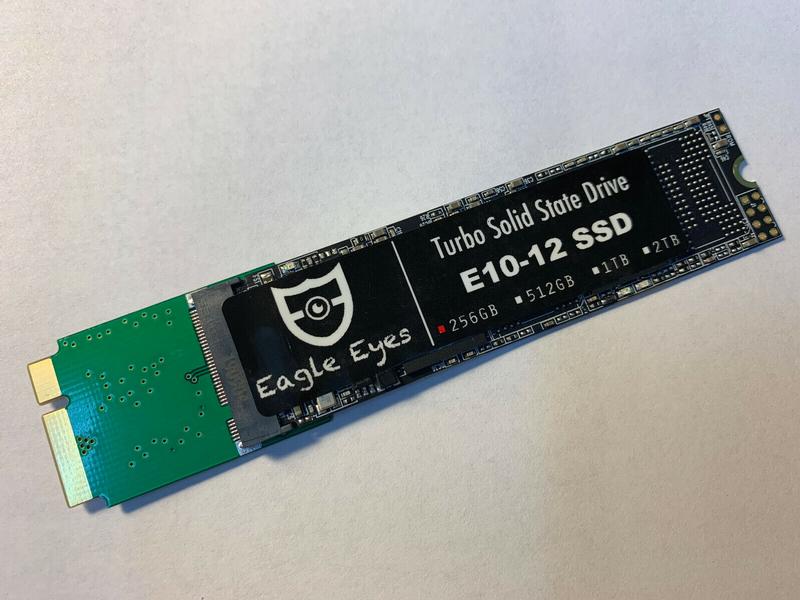 Turbo Solid State Drive
E10-12 SSD
256GB 512GB 1TB 2TB
Eagle Eyes